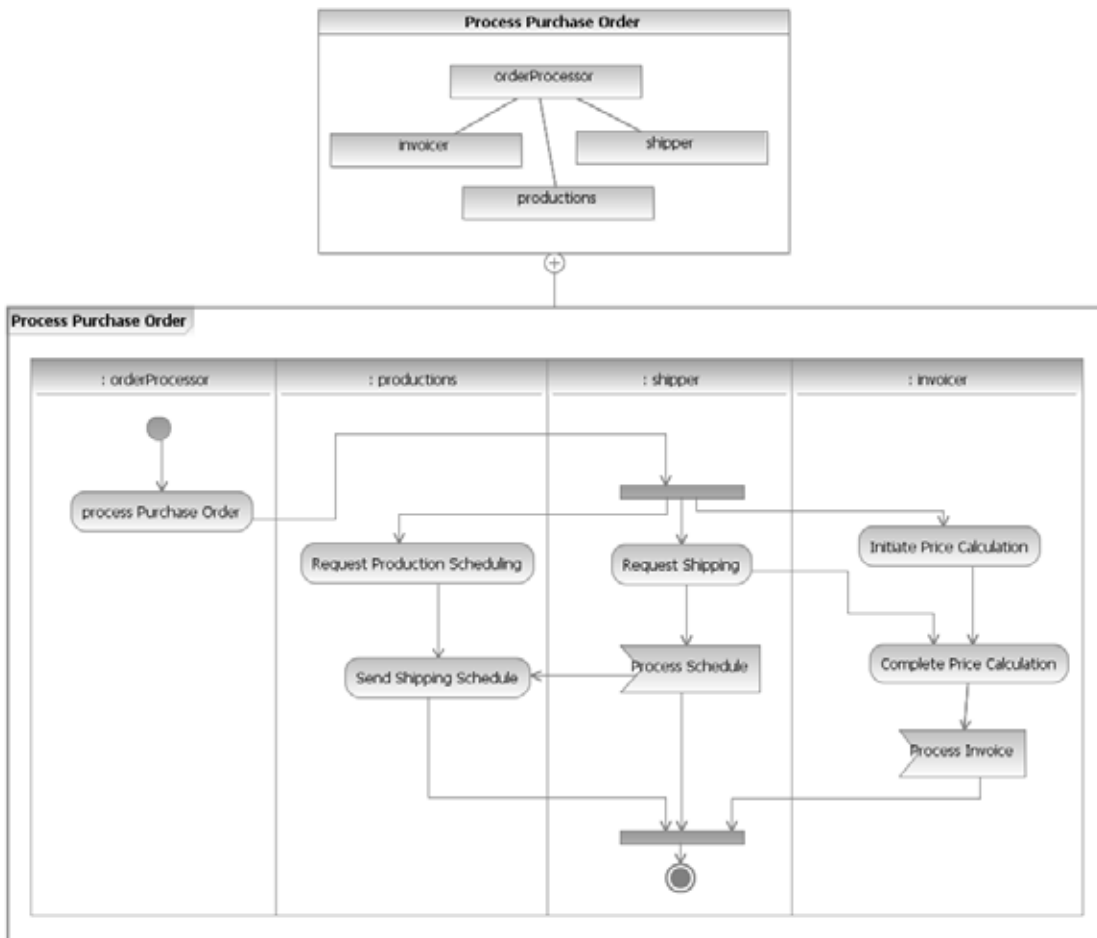 Process Purchase Order
orderProcessor
invoicer
shipper
productions
Process Purchase Order
: orderProcessor
: productions
: shipper
: invoicer
process Purchase Order
Request Production Scheduling
Request Shipping
Initiate Price Calculation
Send Shipping Schedule
Process Schedule
Complete Price Calculation
Process Invoice